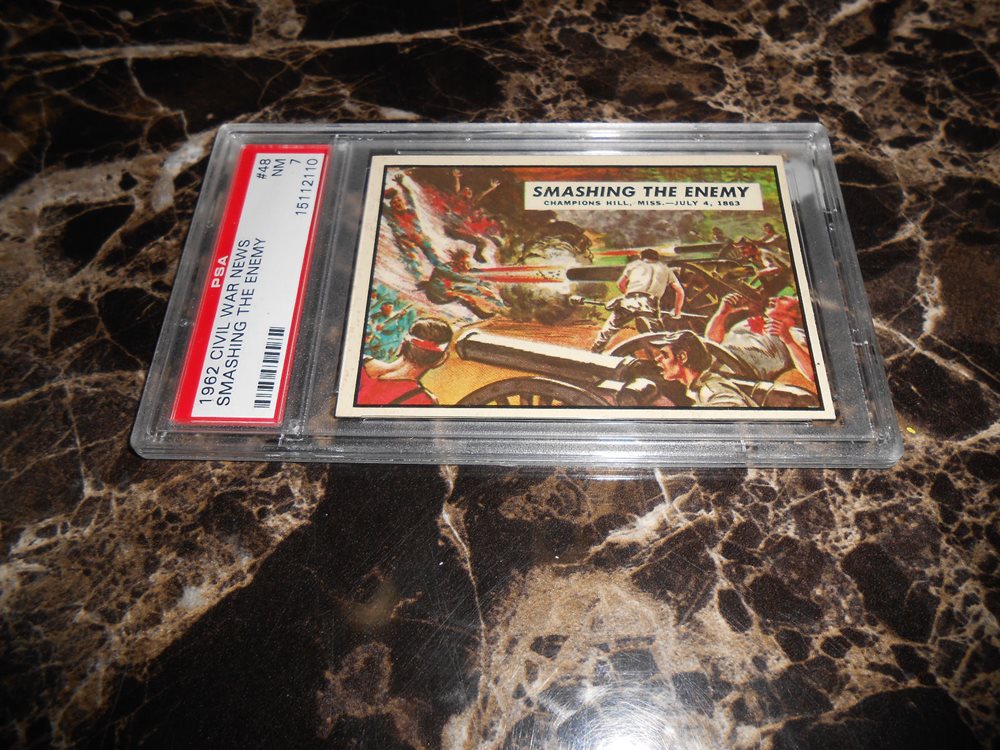 PSA
1962 CIVIL WAR NEWS
SMASHING THE ENEMY
#48
NM 7
15112110
SMASHING THE ENEMY
CHAMPIONS HILL, MISS.—JULY 4, 1863